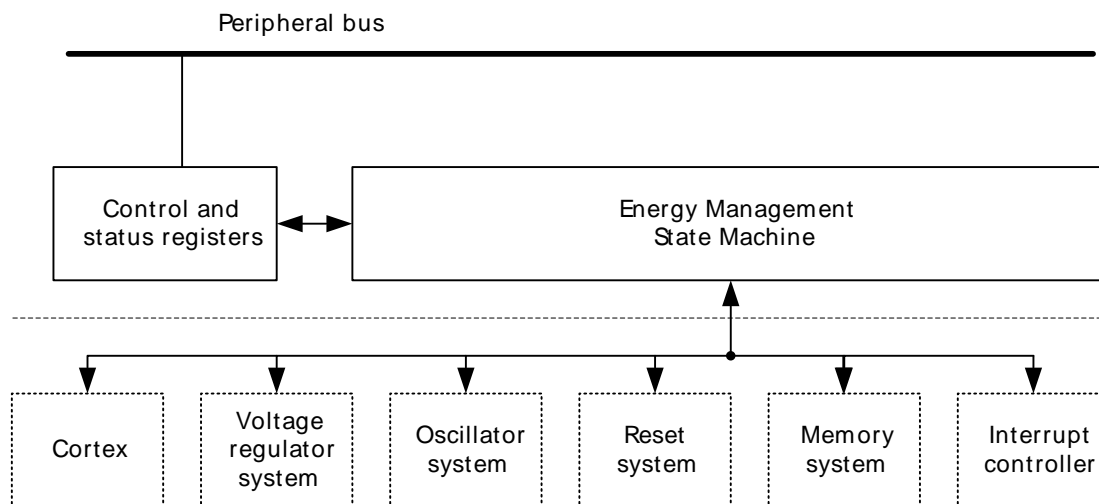 Peripheral bus
Control and
status registers
Energy Management
State Machine
Cortex
Voltage
regulator
system
Oscillator
system
Reset
system
Memory
system
Interrupt
controller